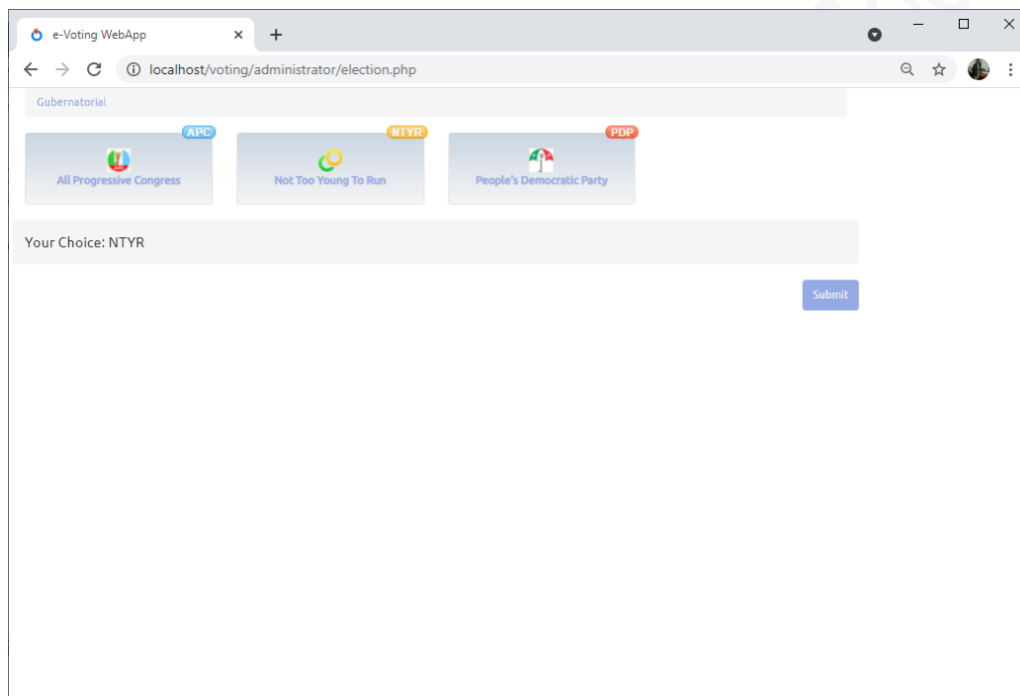 e-Voting WebApp
localhost/voting/administrator/election.php
Gubernatorial
APC NTYR PDP
All Progressive Congress Not Too Young To Run People's Democratic Party
Your Choice: NTYR
Submit